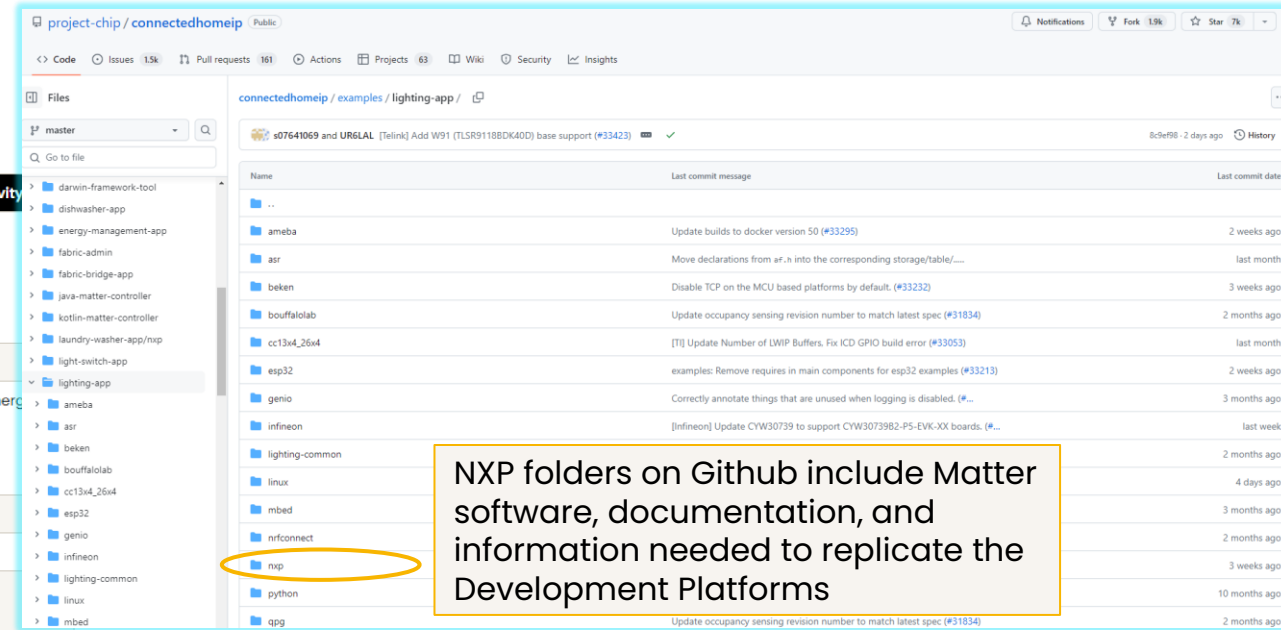 project-chip / connectedhomeip Public
Notifications Fork 1.9k Star 7k
Code Issues 1.5k Pull requests 161 Actions Projects 63 Wiki Security Insights
Files
master
Go to file
darwin-framework-tool
dishwasher-app
energy-management-app
fabric-admin
fabric-bridge-app
java-matter-controller
kotlin-matter-controller
laundry-washer-app/nxp
light-switch-app
lighting-app
ameba
asr
beken
bouffalolab
cc13x4_26x4
esp32
genio
infineon
lighting-common
linux
mbed
connectedhomeip / examples / lighting-app /
s07641069 and UR6LAL [Telink] Add W91 (TLSR9118BDK40D) base support (#33423) 8c9ef98 · 2 days ago History
Name Last commit message Last commit date
..
ameba Update builds to docker version 50 (#33295) 2 weeks ago
asr Move declarations from af.h into the corresponding storage/table/..... last month
beken Disable TCP on the MCU based platforms by default. (#33232) 3 weeks ago
bouffalolab Update occupancy sensing revision number to match latest spec (#31834) 2 months ago
cc13x4_26x4 [TI] Update Number of LWIP Buffers. Fix ICD GPIO build error (#33053) last month
esp32 examples: Remove requires in main components for esp32 examples (#33213) 2 weeks ago
genio Correctly annotate things that are unused when logging is disabled. (#... 3 months ago
infineon [Infineon] Update CYW30739 to support CYW30739B2-P5-EVK-XX boards. (#... last week
lighting-common 2 months ago
linux 4 days ago
mbed 3 months ago
nrfconnect 2 months ago
nxp 3 weeks ago
python 10 months ago
qpg Update occupancy sensing revision number to match latest spec (#31834) 2 months ago
NXP folders on Github include Matter
software, documentation, and
information needed to replicate the
Development Platforms